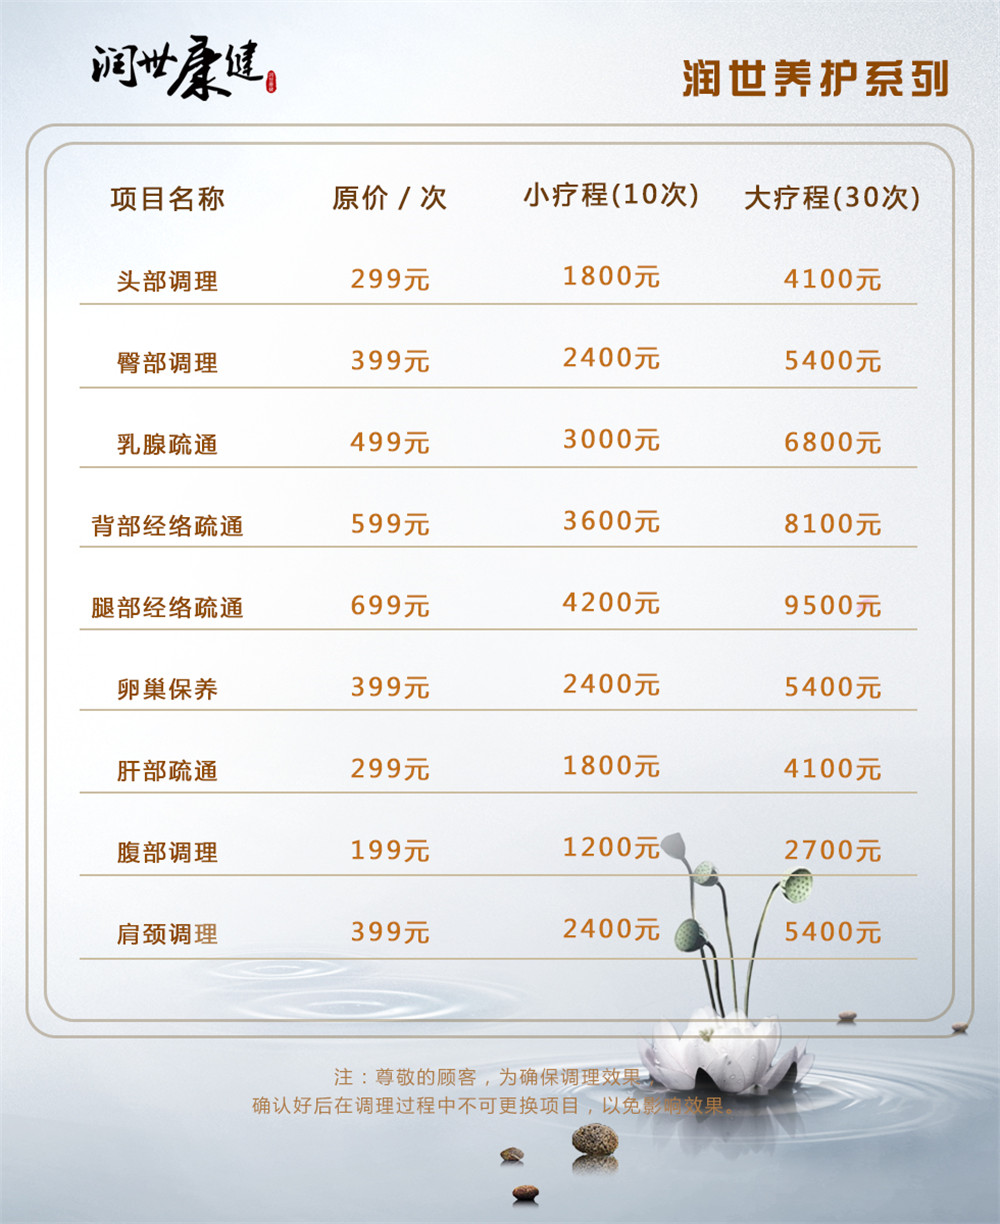 润世康健
润世养护系列
项目名称 原价 / 次 小疗程(10次) 大疗程(30次)
头部调理 299元 1800元 4100元
臀部调理 399元 2400元 5400元
乳腺疏通 499元 3000元 6800元
背部经络疏通 599元 3600元 8100元
腿部经络疏通 699元 4200元 9500元
卵巢保养 399元 2400元 5400元
肝部疏通 299元 1800元 4100元
腹部调理 199元 1200元 2700元
肩颈调理 399元 2400元 5400元
注：尊敬的顾客，为确保调理效果
确认好后在调理过程中不可更换项目，以免影响效果。